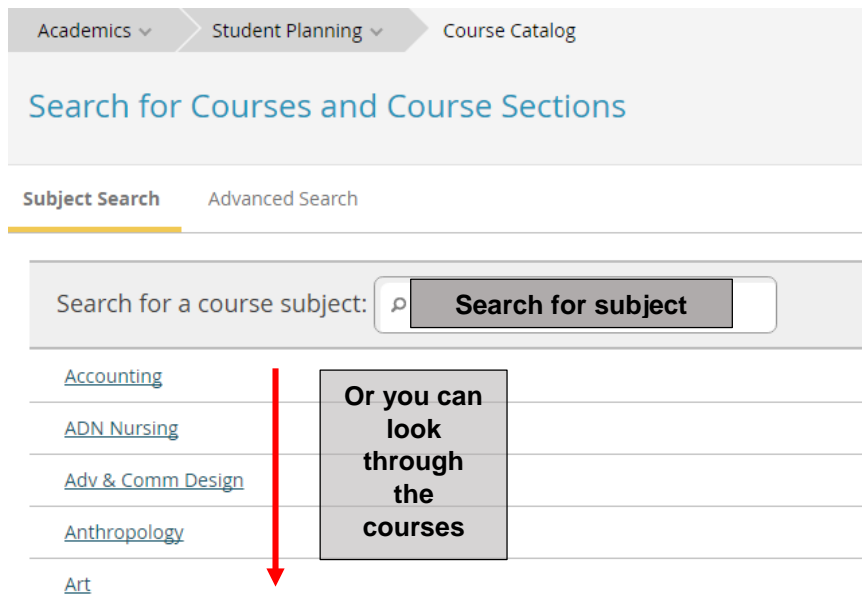 Academics Student Planning Course Catalog
Search for Courses and Course Sections
Subject Search Advanced Search
Search for a course subject: Search for subject
Accounting
ADN Nursing
Adv & Comm Design
Anthropology
Art
Or you can
look
through
the
courses